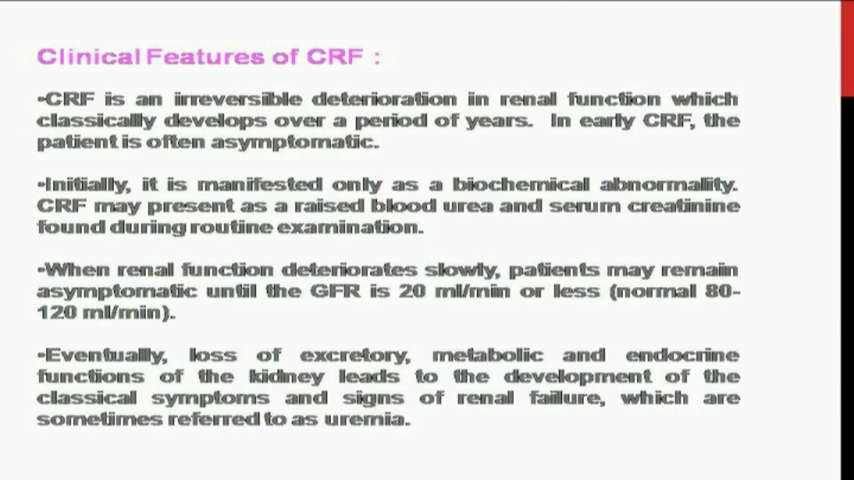 Clinical Features of CRF :
•CRF is an irreversible deterioration in renal function which
classically develops over a period of years. In early CRF, the
patient is often asymptomatic.
•Initially, it is manifested only as a biochemical abnormality.
CRF may present as a raised blood urea and serum creatinine
found during routine examination.
•When renal function deteriorates slowly, patients may remain
asymptomatic until the GFR is 20 ml/min or less (normal 80-
120 ml/min).
•Eventually, loss of excretory, metabolic and endocrine
functions of the kidney leads to the development of the
classical symptoms and signs of renal failure, which are
sometimes referred to as uremia.